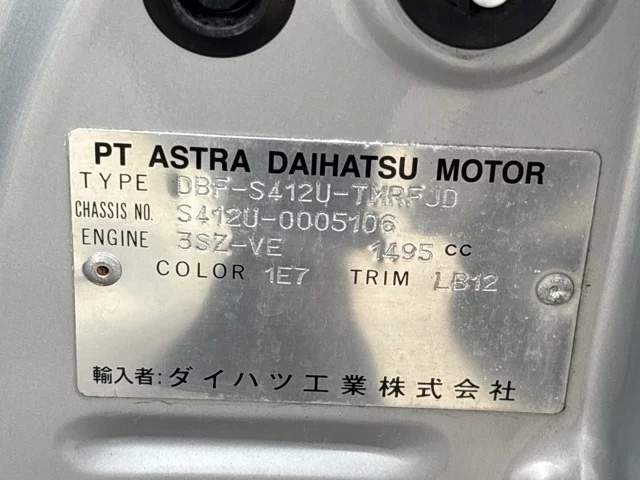 PT ASTRA DAIHATSU MOTOR
TYPE DBF-S412U-TMRFJD
CHASSIS NO. S412U-0005106
ENGINE 3SZ-VE 1495 cc
COLOR 1E7 TRIM LB12
輸入者:ダイハツ工業株式会社